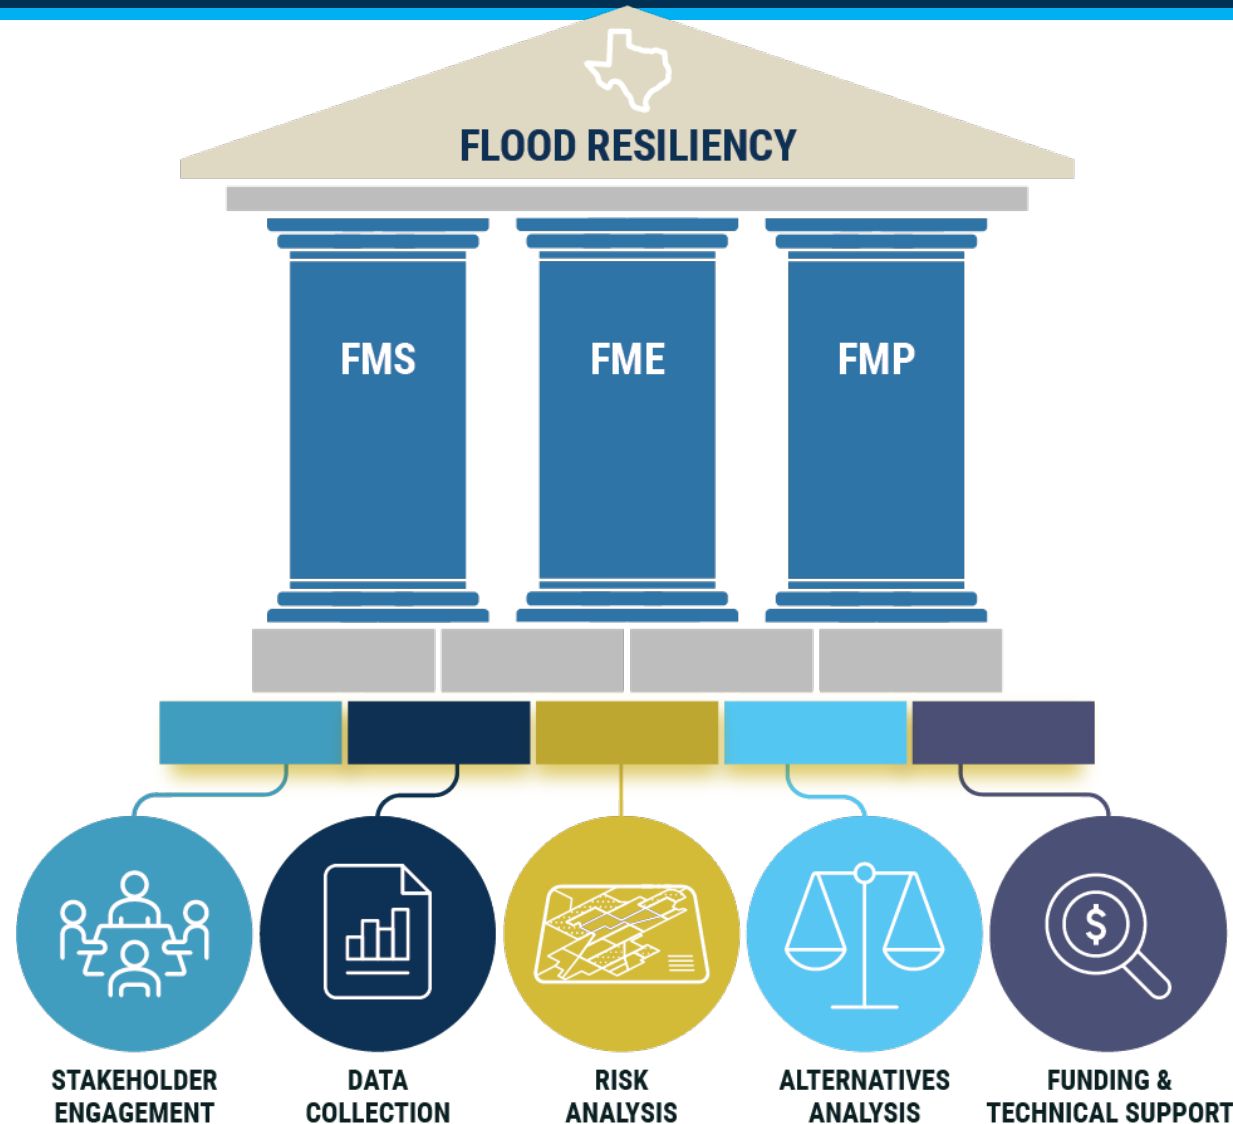 FLOOD RESILIENCY
FMS
FME
FMP
$
STAKEHOLDER
ENGAGEMENT
DATA
COLLECTION
RISK
ANALYSIS
ALTERNATIVES
ANALYSIS
FUNDING &
TECHNICAL SUPPORT